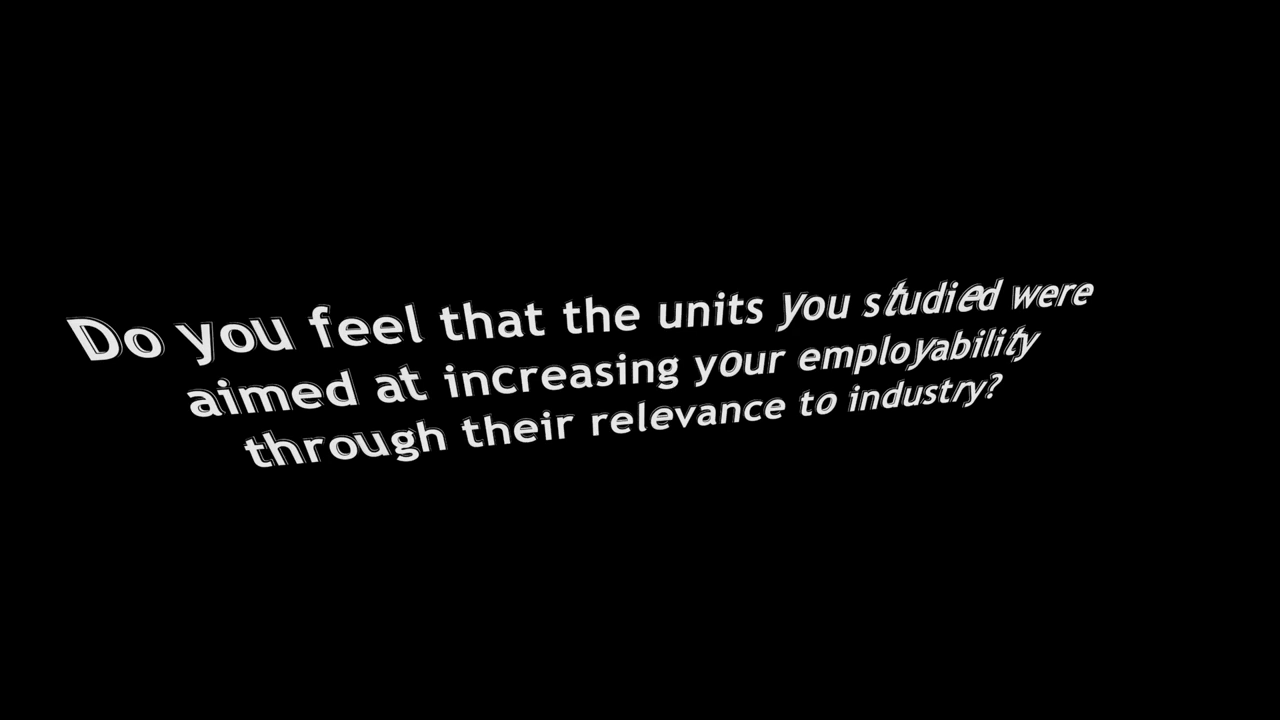 Do you feel that the units you studied were
aimed at increasing your employability
through their relevance to industry?